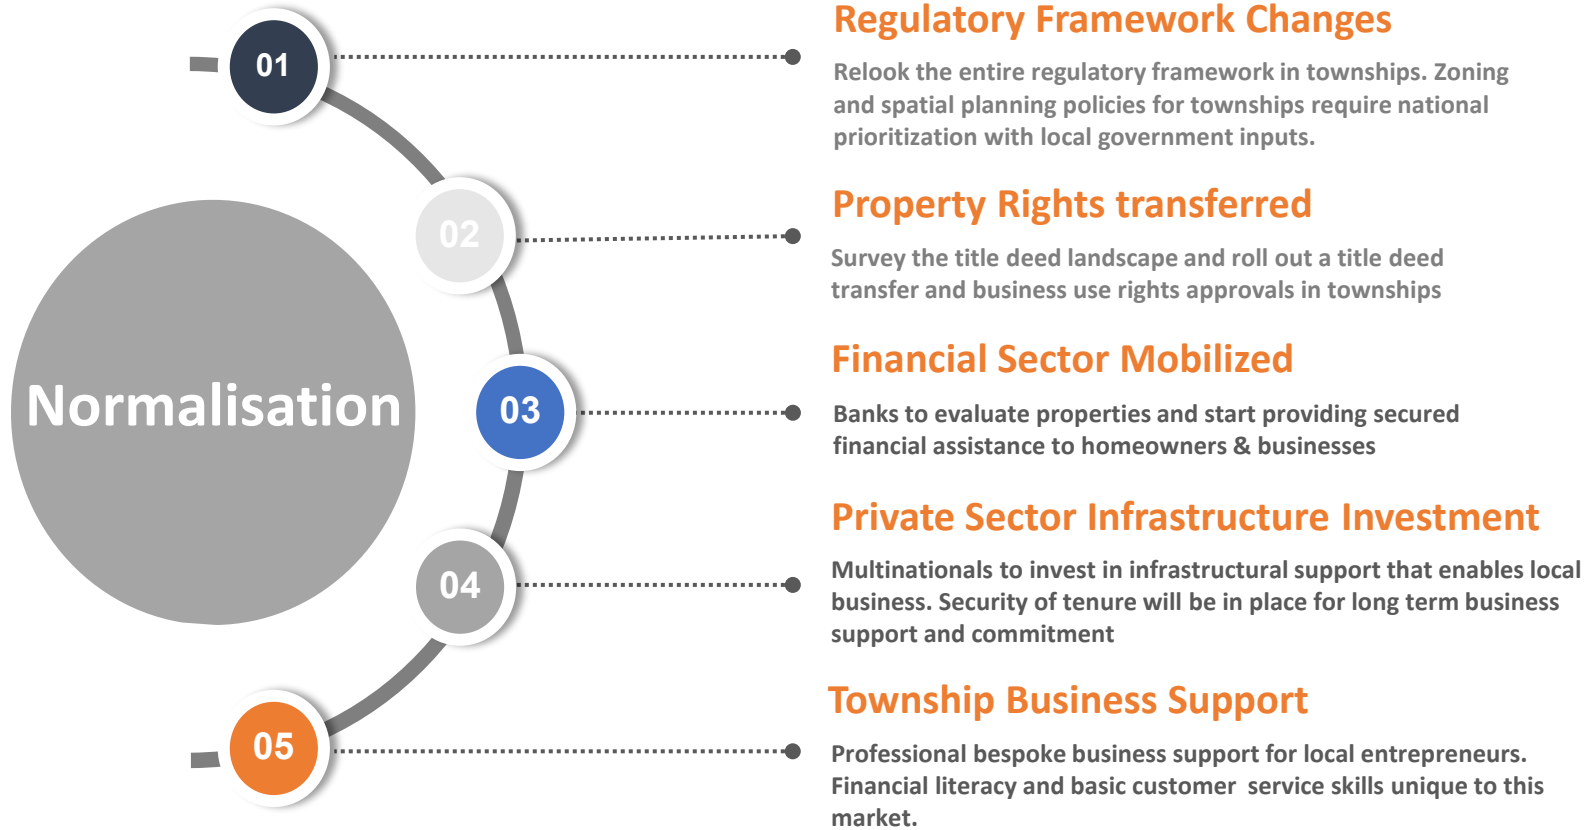 Normalisation
01
Regulatory Framework Changes
Relook the entire regulatory framework in townships. Zoning
and spatial planning policies for townships require national
prioritization with local government inputs.
02
Property Rights transferred
Survey the title deed landscape and roll out a title deed
transfer and business use rights approvals in townships
03
Financial Sector Mobilized
Banks to evaluate properties and start providing secured
financial assistance to homeowners & businesses
04
Private Sector Infrastructure Investment
Multinationals to invest in infrastructural support that enables local
business. Security of tenure will be in place for long term business
support and commitment
05
Township Business Support
Professional bespoke business support for local entrepreneurs.
Financial literacy and basic customer  service skills unique to this
market.